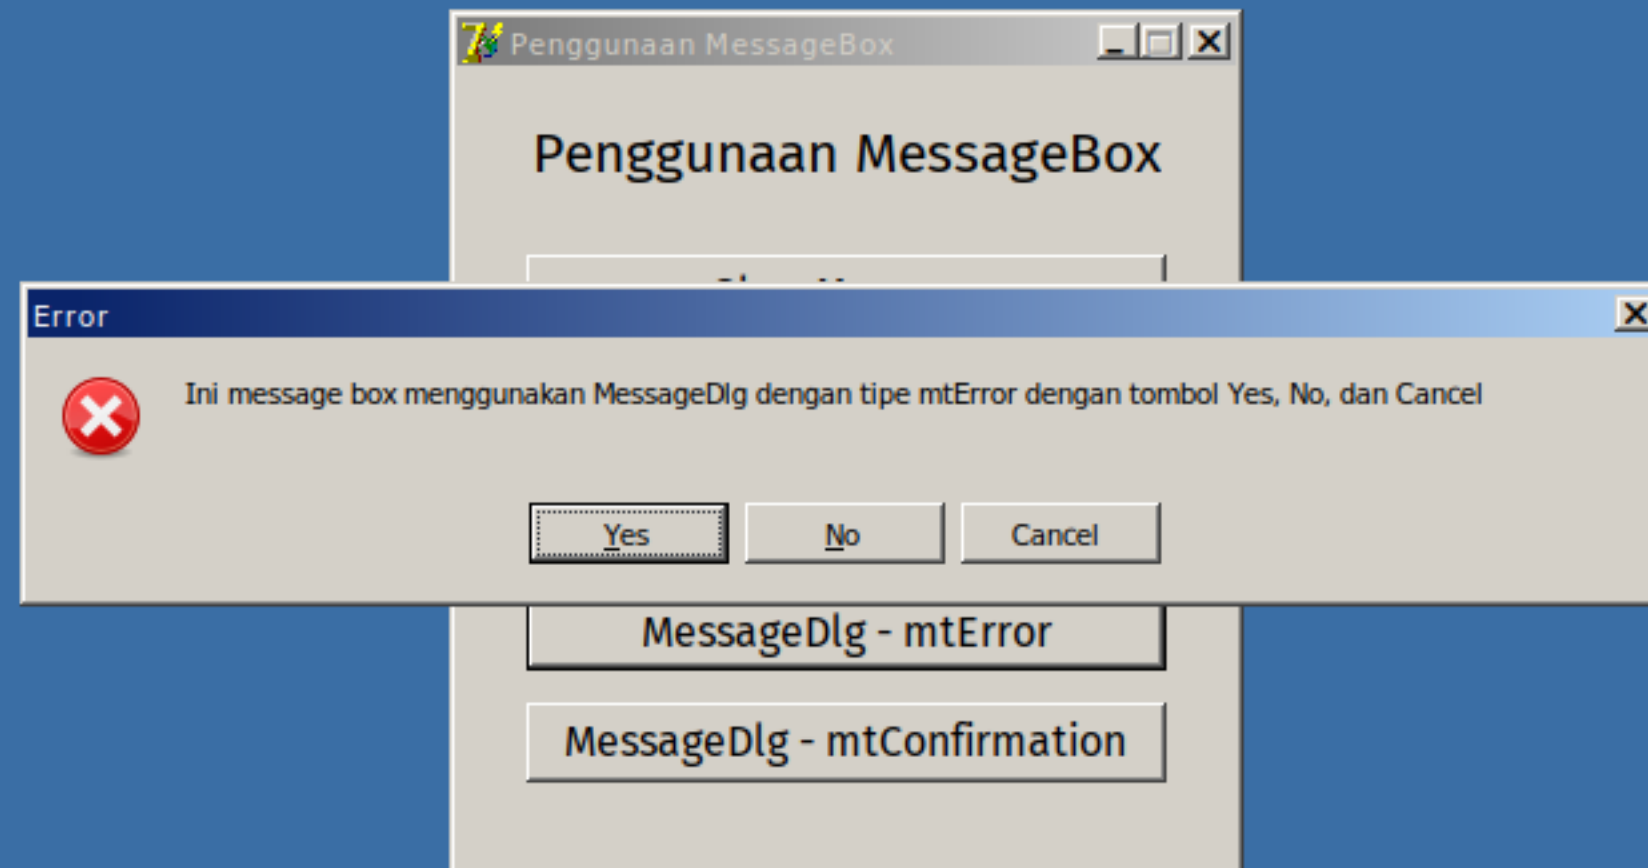 Penggunaan MessageBox
Penggunaan MessageBox
Error
Ini message box menggunakan MessageDlg dengan tipe mtError dengan tombol Yes, No, dan Cancel
Yes
No
Cancel
MessageDlg - mtError
MessageDlg - mtConfirmation